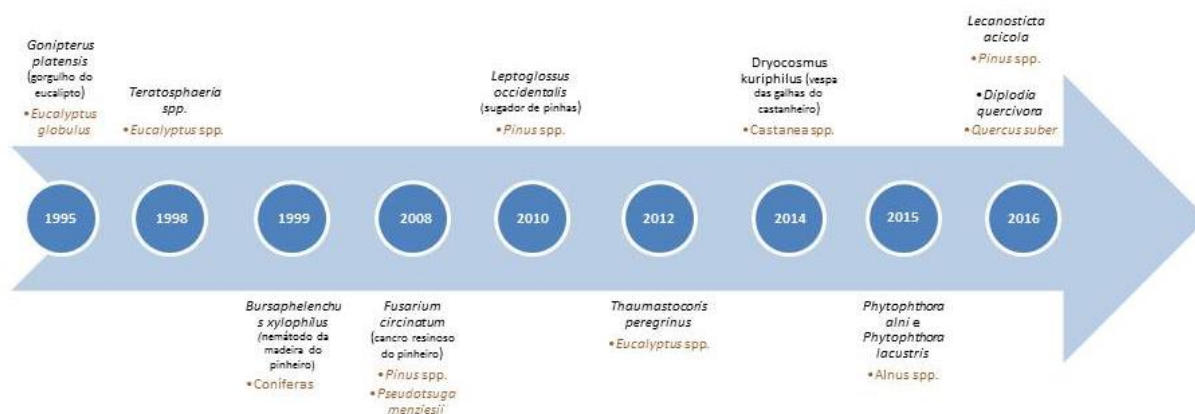 Gonipterus
platensis
(gorgulho do
eucalipto)
•Eucalyptus
globulus
Teratosphaeria
spp.
•Eucalyptus spp.
Leptoglossus
occidentalis
(sugador de pinhas)
•Pinus spp.
Dryocosmus
kuriphilus (vespa
das galhas do
castanheiro)
•Castanea spp.
Lecanosticta
acicola
•Pinus spp.
•Diplodia
quercivora
•Quercus suber
1995
1998
1999
2008
2010
2012
2014
2015
2016
Bursaphelenchu
s xylophilus
(nemátodo da
madeira do
pinheiro)
•Coníferas
Fusarium
circinatum
(cancro resinoso
do pinheiro)
•Pinus spp.
•Pseudotsuga
menziesii
Thaumastocoris
peregrinus
•Eucalyptus spp.
Phytophthora
alni e
Phytophthora
lacustris
•Alnus spp.